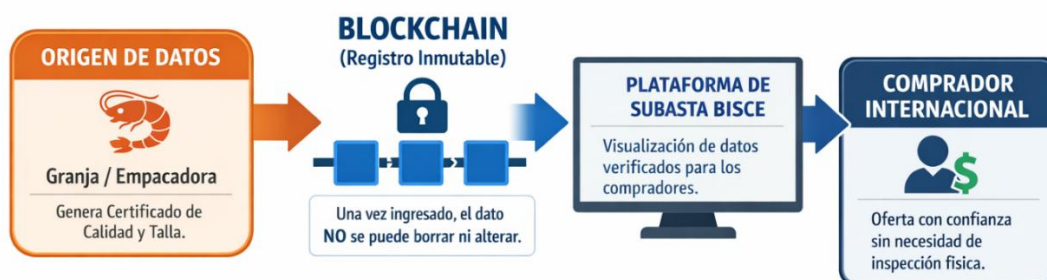 ORIGEN DE DATOS
Granja / Empacadora
Genera Certificado de
Calidad y Talla.
BLOCKCHAIN
(Registro Inmutable)
Una vez ingresado, el dato
NO se puede borrar ni alterar.
PLATAFORMA DE
SUBASTA BISCE
Visualización de datos
verificados para los
compradores.
COMPRADOR
INTERNACIONAL
$
Oferta con confianza
sin necesidad de
inspección física.